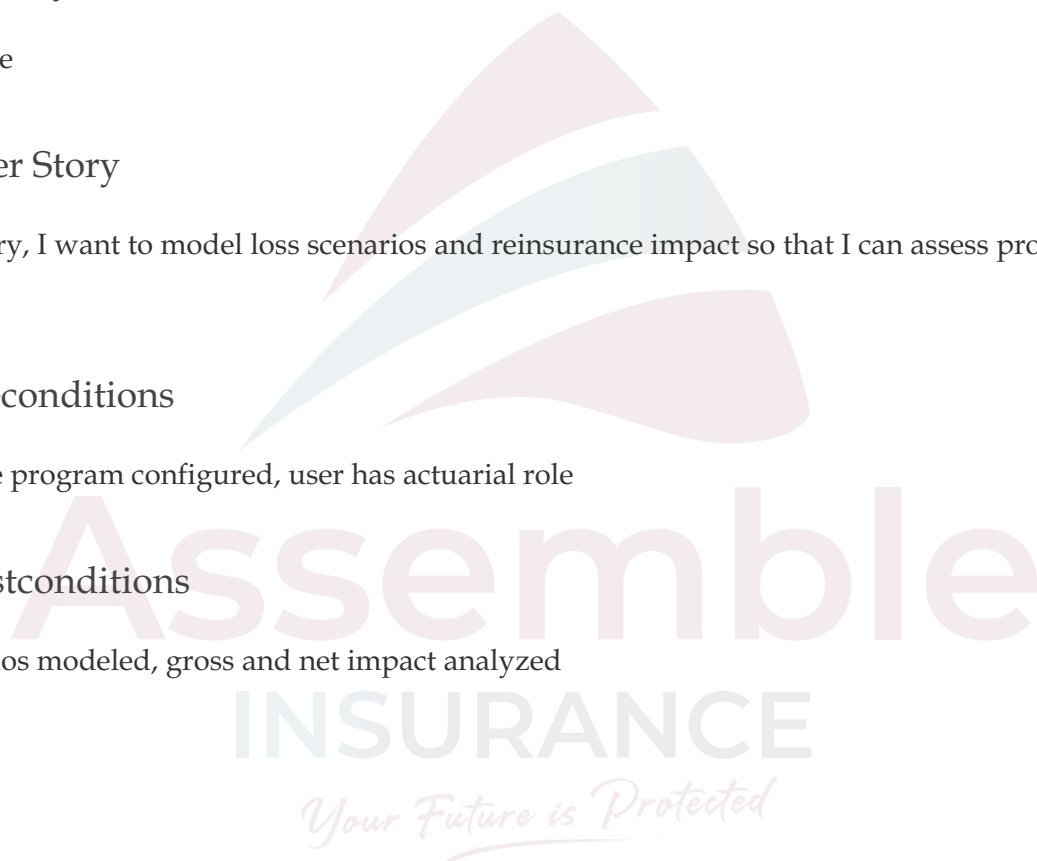 e
er Story
ry, I want to model loss scenarios and reinsurance impact so that I can assess pro
conditions
e program configured, user has actuarial role
stconditions
os modeled, gross and net impact analyzed
Assemble
INSURANCE
Your Future is Protected